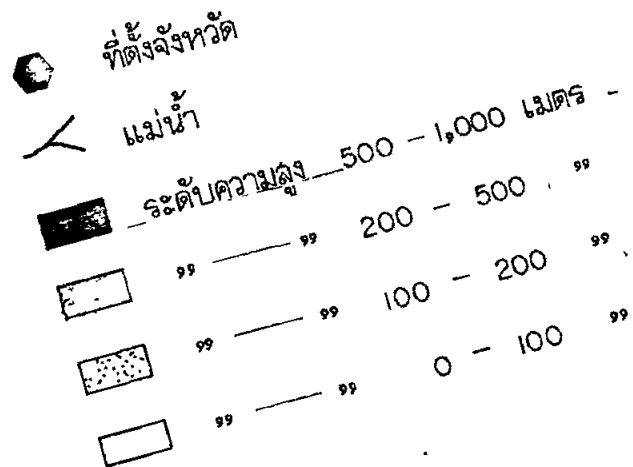 ที่ตั้งจังหวัด
แม่น้ำ
ระดับความสูง 500 - 1,000 เมตร
" — " 200 - 500 "
" — " 100 - 200 "
" — " 0 - 100 "